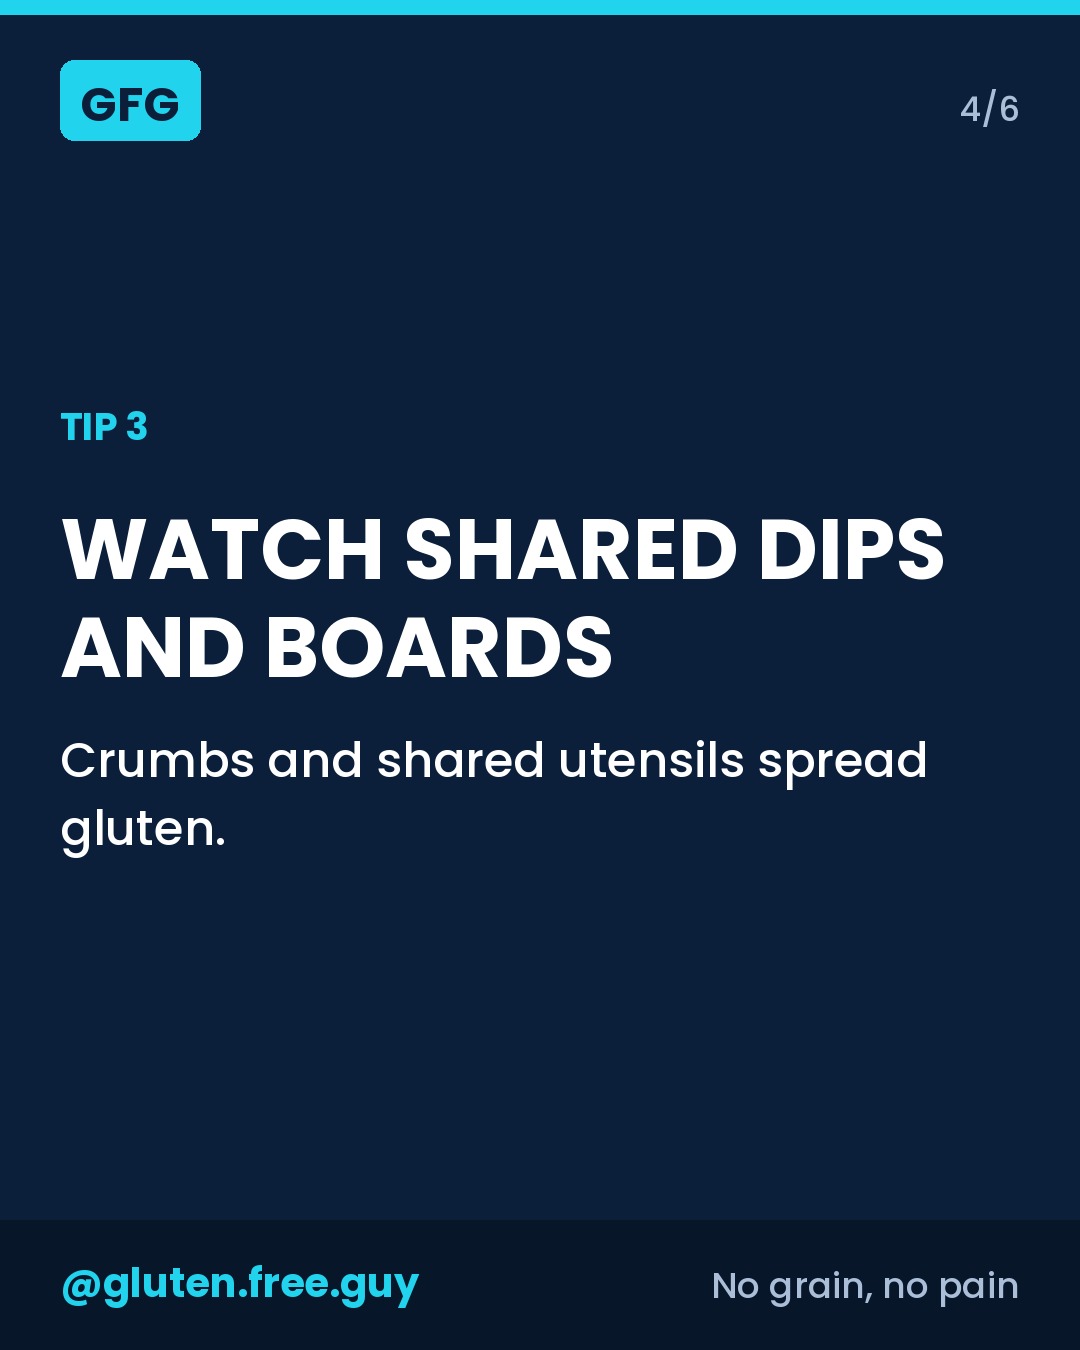 GFG
4/6
TIP 3
WATCH SHARED DIPS
AND BOARDS
Crumbs and shared utensils spread
gluten.
@gluten.free.guy
No grain, no pain